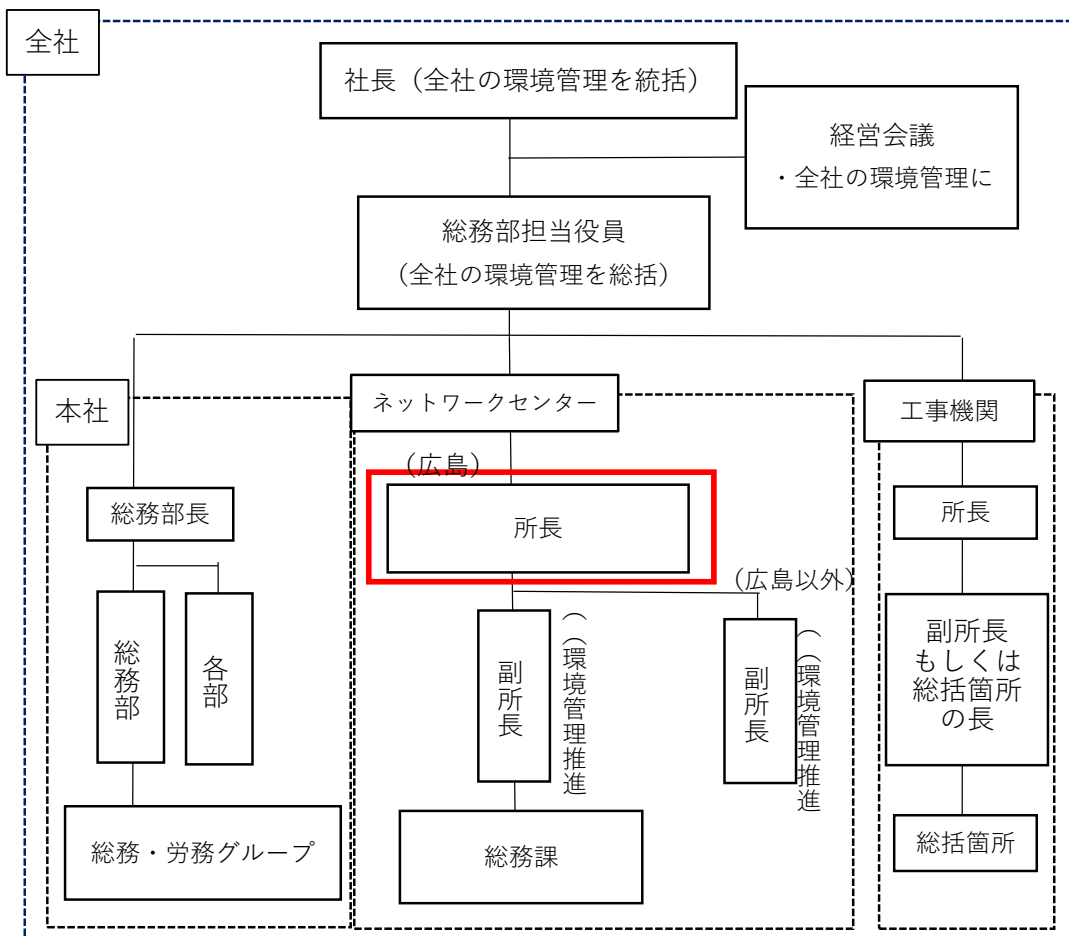 全社
社長（全社の環境管理を統括）
経営会議
・全社の環境管理に
総務部担当役員
（全社の環境管理を総括）
本社
ネットワークセンター
工事機関
（広島）
総務部長
所長
所長
（広島以外）
総務部
各部
副所長
（（環境管理推進
副所長
（（環境管理推進
副所長
もしくは
総括箇所
の長
総務・労務グループ
総務課
総括箇所